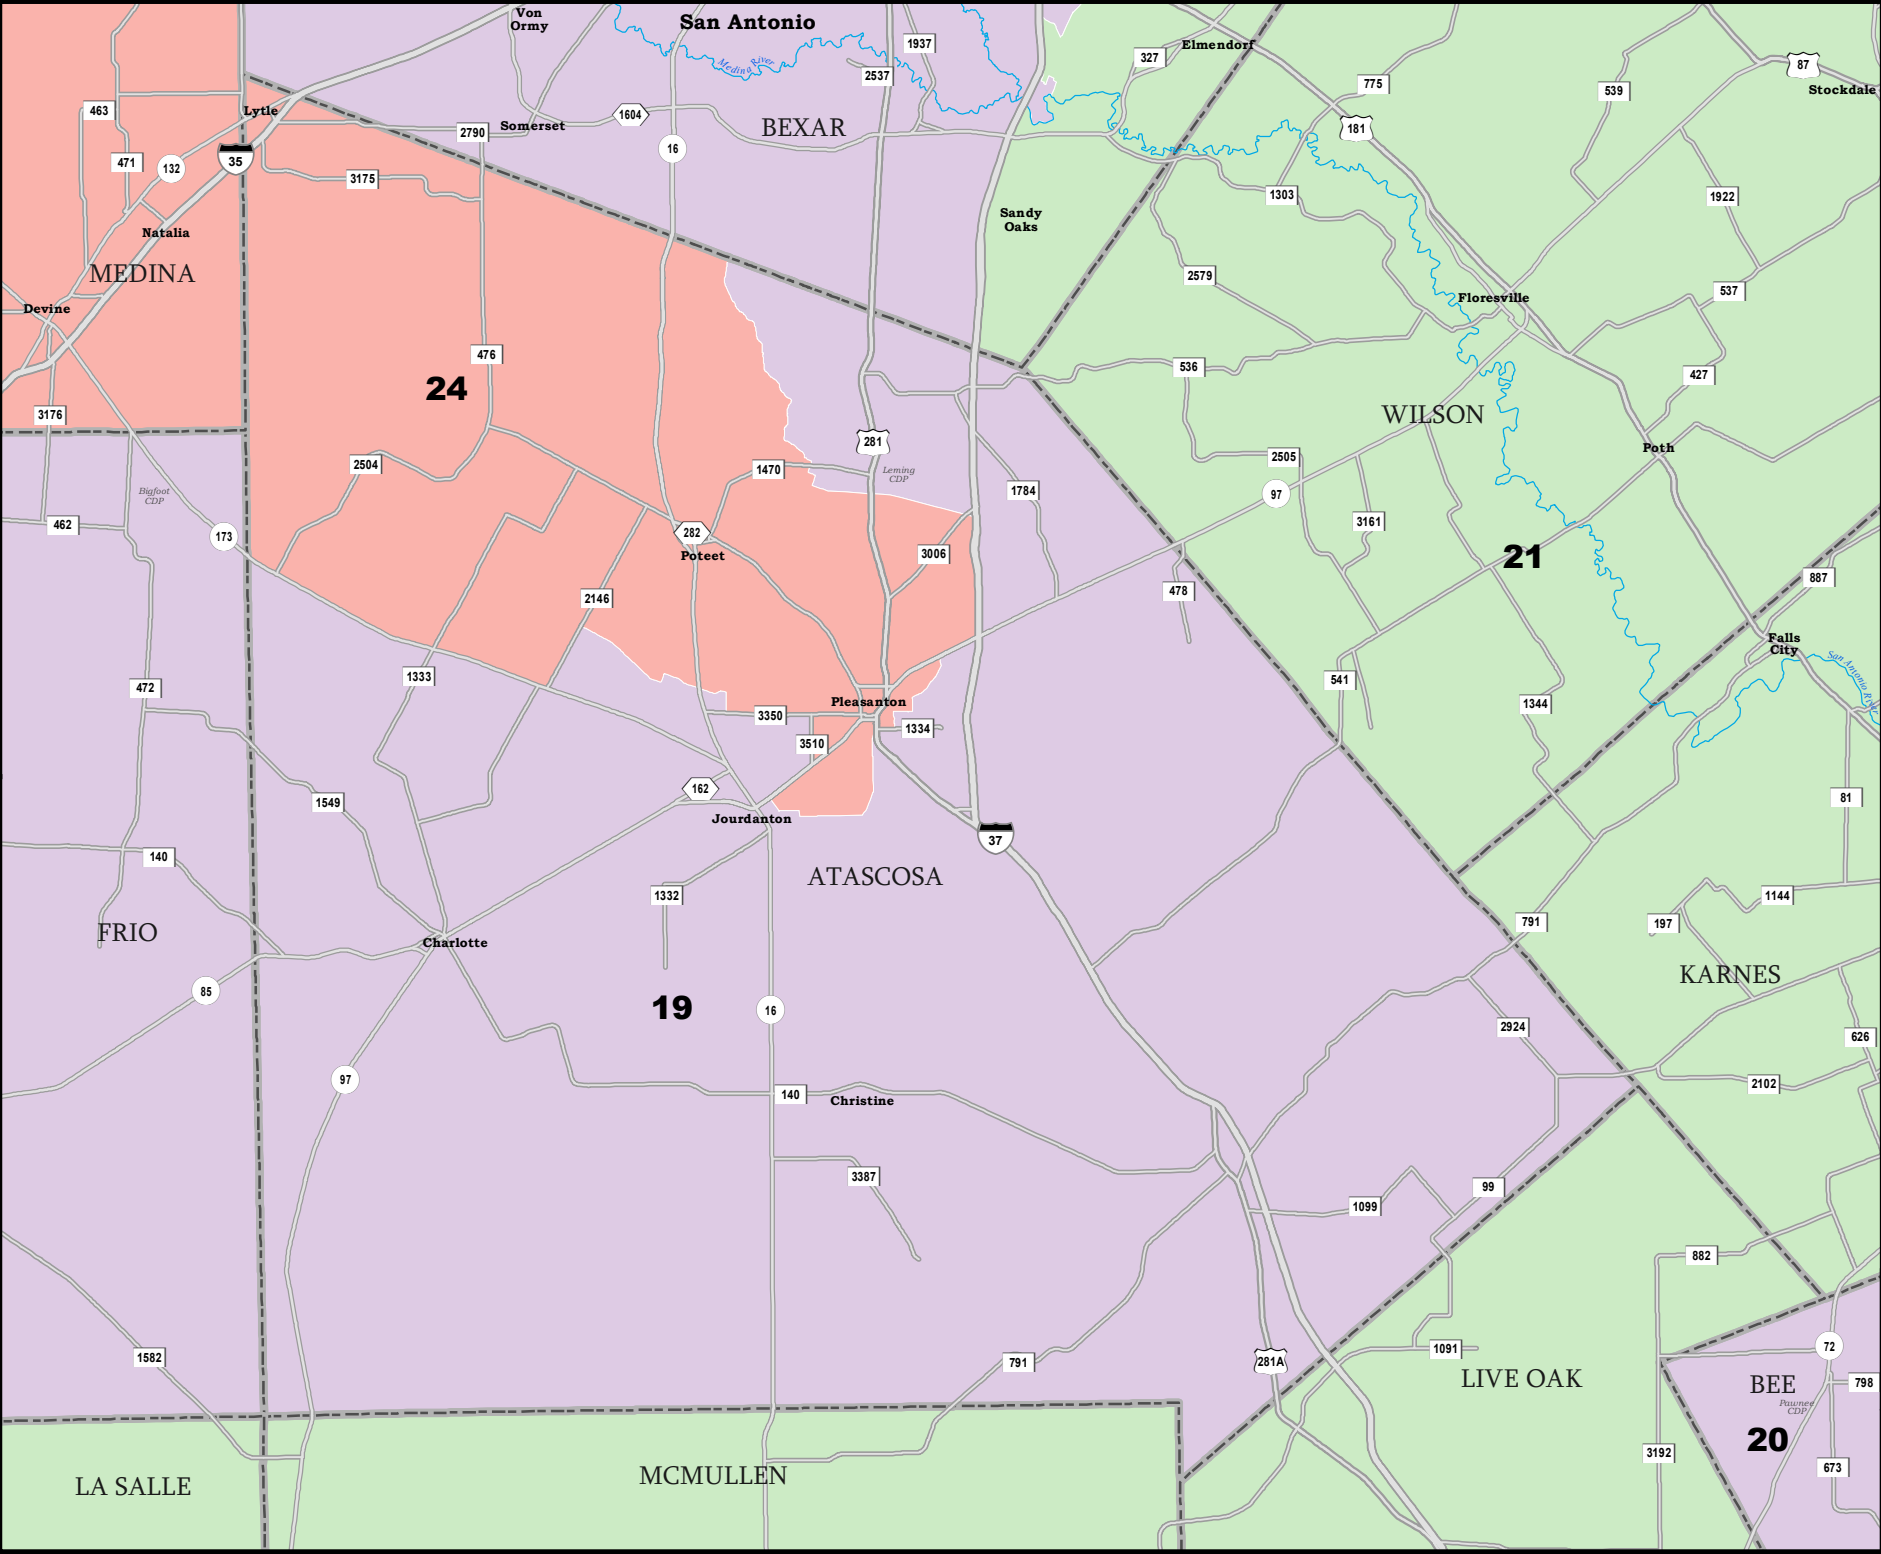 Von
Ormy
San Antonio
1937
327
Elmendorf
87
Stockdale
Medina River
2537
775
539
463
Lytle
2790
Somerset
1604
BEXAR
181
471
132
35
16
3175
1303
1922
Natalia
Sandy
Oaks
MEDINA
2579
537
Devine
Floresville
476
24
536
427
3176
WILSON
281
Poth
2504
1470
Leming
CDP
2505
Bigfoot
CDP
1784
97
462
173
282
3161
Poteet
3006
21
887
2146
478
Falls
City
San Antonio River
1333
472
541
Pleasanton
1344
3350
1334
3510
162
1549
81
Jourdanton
37
140
ATASCOSA
1332
1144
FRIO
791
197
Charlotte
KARNES
85
19
16
2924
626
97
140
Christine
2102
3387
99
1099
882
1582
791
281A
1091
72
LIVE OAK
BEE
798
Pawnee
CDP
20
3192
673
LA SALLE
MCMULLEN